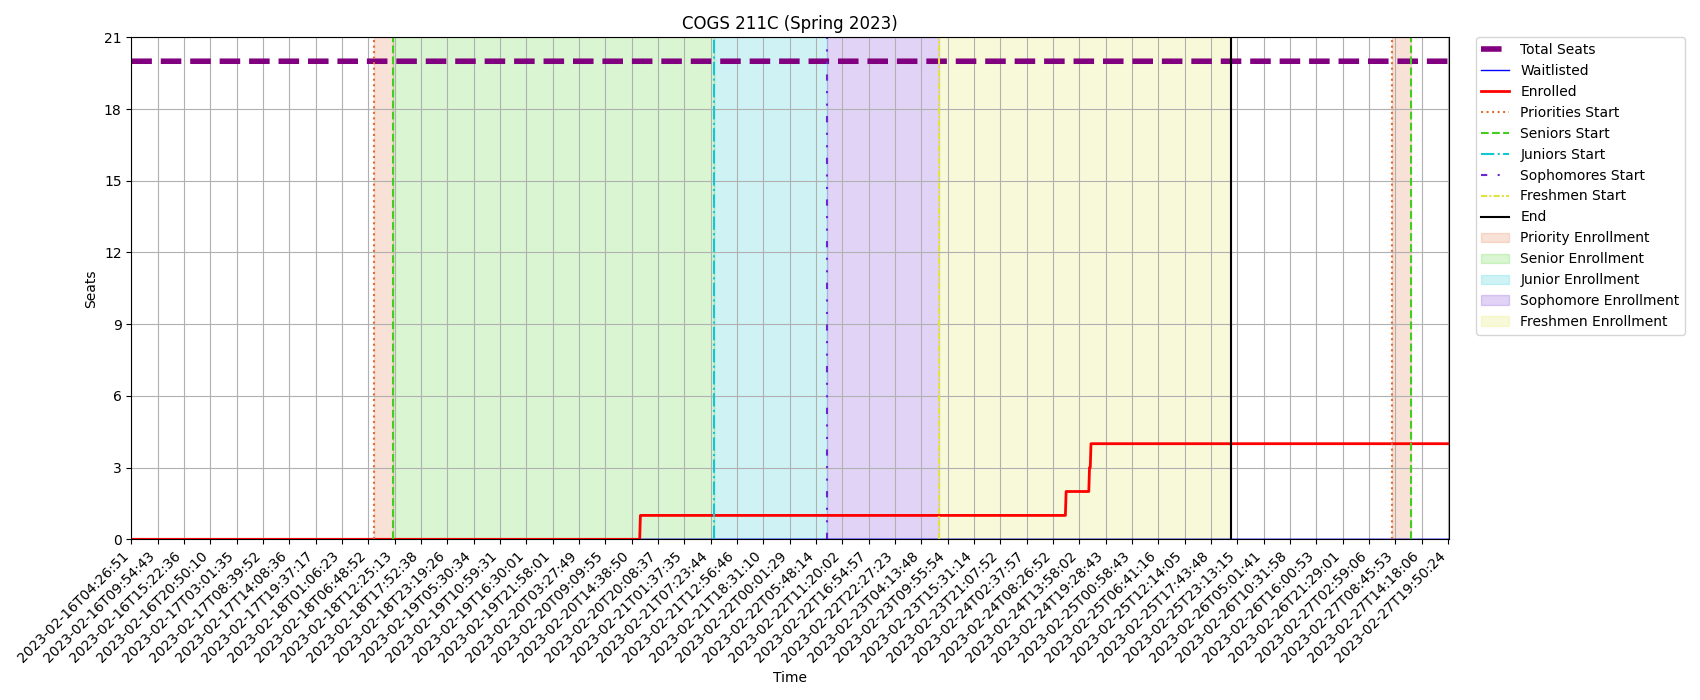 COGS 211C (Spring 2023)
21
18
15
12
9
6
3
0
Seats
2023-02-16T04:26:51
2023-02-16T09:54:43
2023-02-16T15:22:36
2023-02-16T20:50:10
2023-02-17T03:01:35
2023-02-17T08:39:52
2023-02-17T14:08:36
2023-02-17T19:37:17
2023-02-18T01:06:23
2023-02-18T06:48:52
2023-02-18T12:25:13
2023-02-18T17:52:38
2023-02-18T23:19:26
2023-02-19T05:30:34
2023-02-19T10:59:31
2023-02-19T16:30:01
2023-02-19T21:58:01
2023-02-20T03:27:49
2023-02-20T09:09:55
2023-02-20T14:38:50
2023-02-20T20:08:37
2023-02-21T01:37:35
2023-02-21T07:23:44
2023-02-21T12:56:46
2023-02-21T18:31:10
2023-02-22T00:01:29
2023-02-22T05:48:14
2023-02-22T11:20:02
2023-02-22T16:54:57
2023-02-22T22:27:23
2023-02-23T04:13:48
2023-02-23T09:55:54
2023-02-23T15:31:14
2023-02-23T21:07:52
2023-02-24T02:37:57
2023-02-24T08:26:52
2023-02-24T13:58:02
2023-02-24T19:28:43
2023-02-25T00:58:43
2023-02-25T06:41:16
2023-02-25T12:14:05
2023-02-25T17:43:48
2023-02-25T23:13:15
2023-02-26T05:01:41
2023-02-26T10:31:58
2023-02-26T16:00:53
2023-02-26T21:29:01
2023-02-27T02:59:06
2023-02-27T08:45:53
2023-02-27T14:18:06
2023-02-27T19:50:24
Time
Total Seats
Waitlisted
Enrolled
Priorities Start
Seniors Start
Juniors Start
Sophomores Start
Freshmen Start
End
Priority Enrollment
Senior Enrollment
Junior Enrollment
Sophomore Enrollment
Freshmen Enrollment